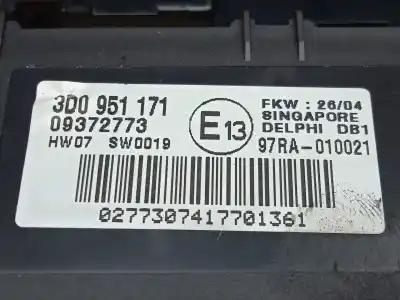 3D0 951 171
09372773
HW07 SW0019
E13
FKW : 26/04
SINGAPORE
DELPHI DB1
97RA-010021
0277307417701361